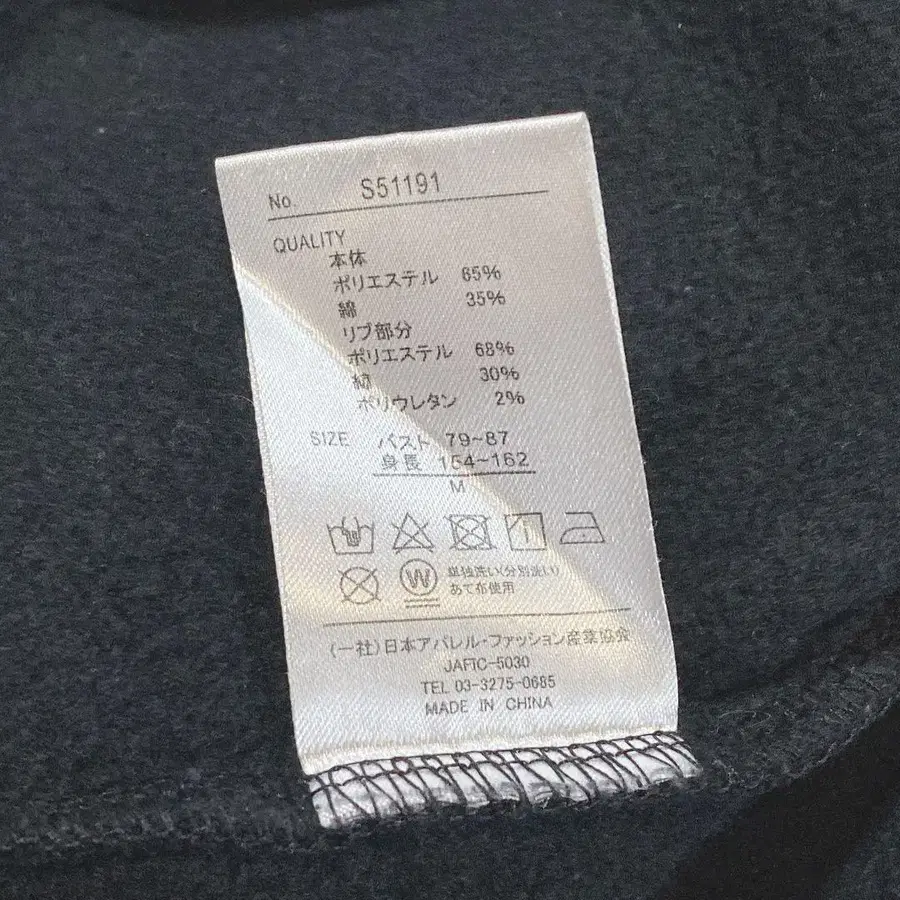 No. S51191
QUALITY
本体
ポリエステル 65%
綿 35%
リブ部分
ポリエステル 68%
綿 30%
ポリウレタン 2%
SIZE バスト 79~87
身長 154~162
M
W 単独洗い(分別洗い)
あて布使用
(一社)日本アパレル・ファッション産業協会
JAFIC-5030
TEL 03-3275-0685
MADE IN CHINA